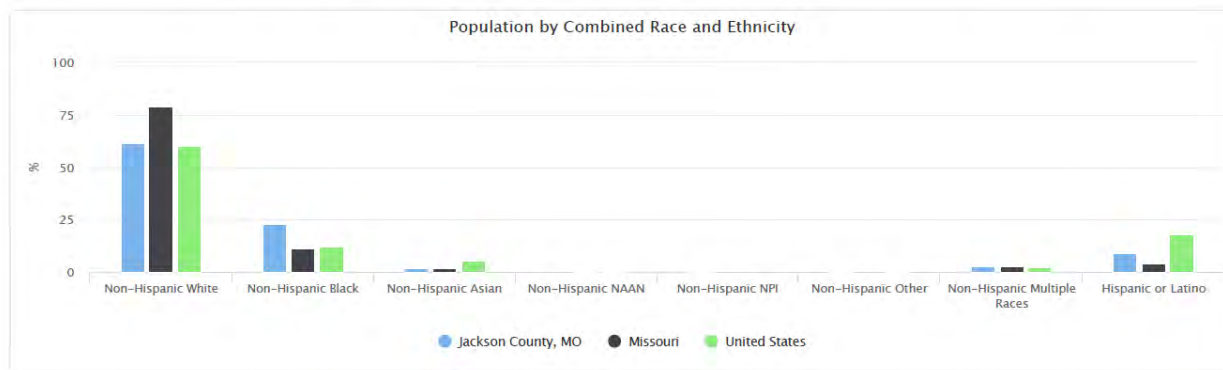 Population by Combined Race and Ethnicity
100
75
%
50
25
0
Non-Hispanic White
Non-Hispanic Black
Non-Hispanic Asian
Non-Hispanic NAAN
Non-Hispanic NPI
Non-Hispanic Other
Non-Hispanic Multiple
Races
Hispanic or Latino
Jackson County, MO
Missouri
United States